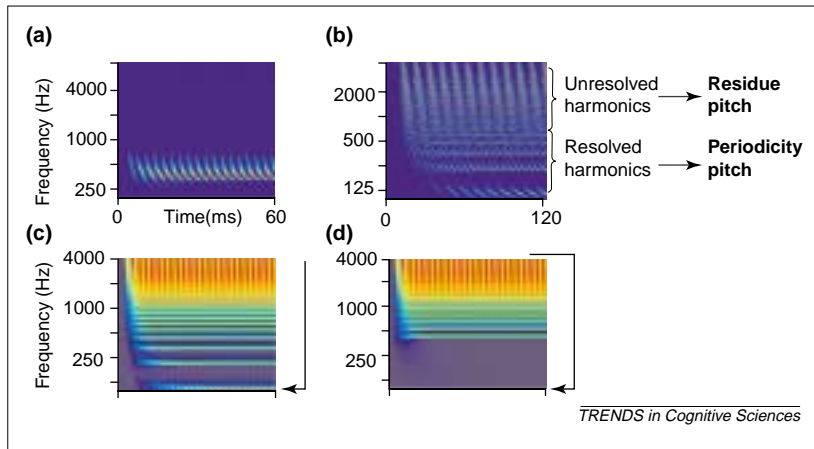 (a)
Frequency (Hz)
4000
1000
250
0
Time(ms)
60
(b)
2000
500
125
0
120
Unresolved
harmonics
Residue
pitch
Resolved
harmonics
Periodicity
pitch
(c)
Frequency (Hz)
4000
1000
250
(d)
4000
1000
250
TRENDS in Cognitive Sciences